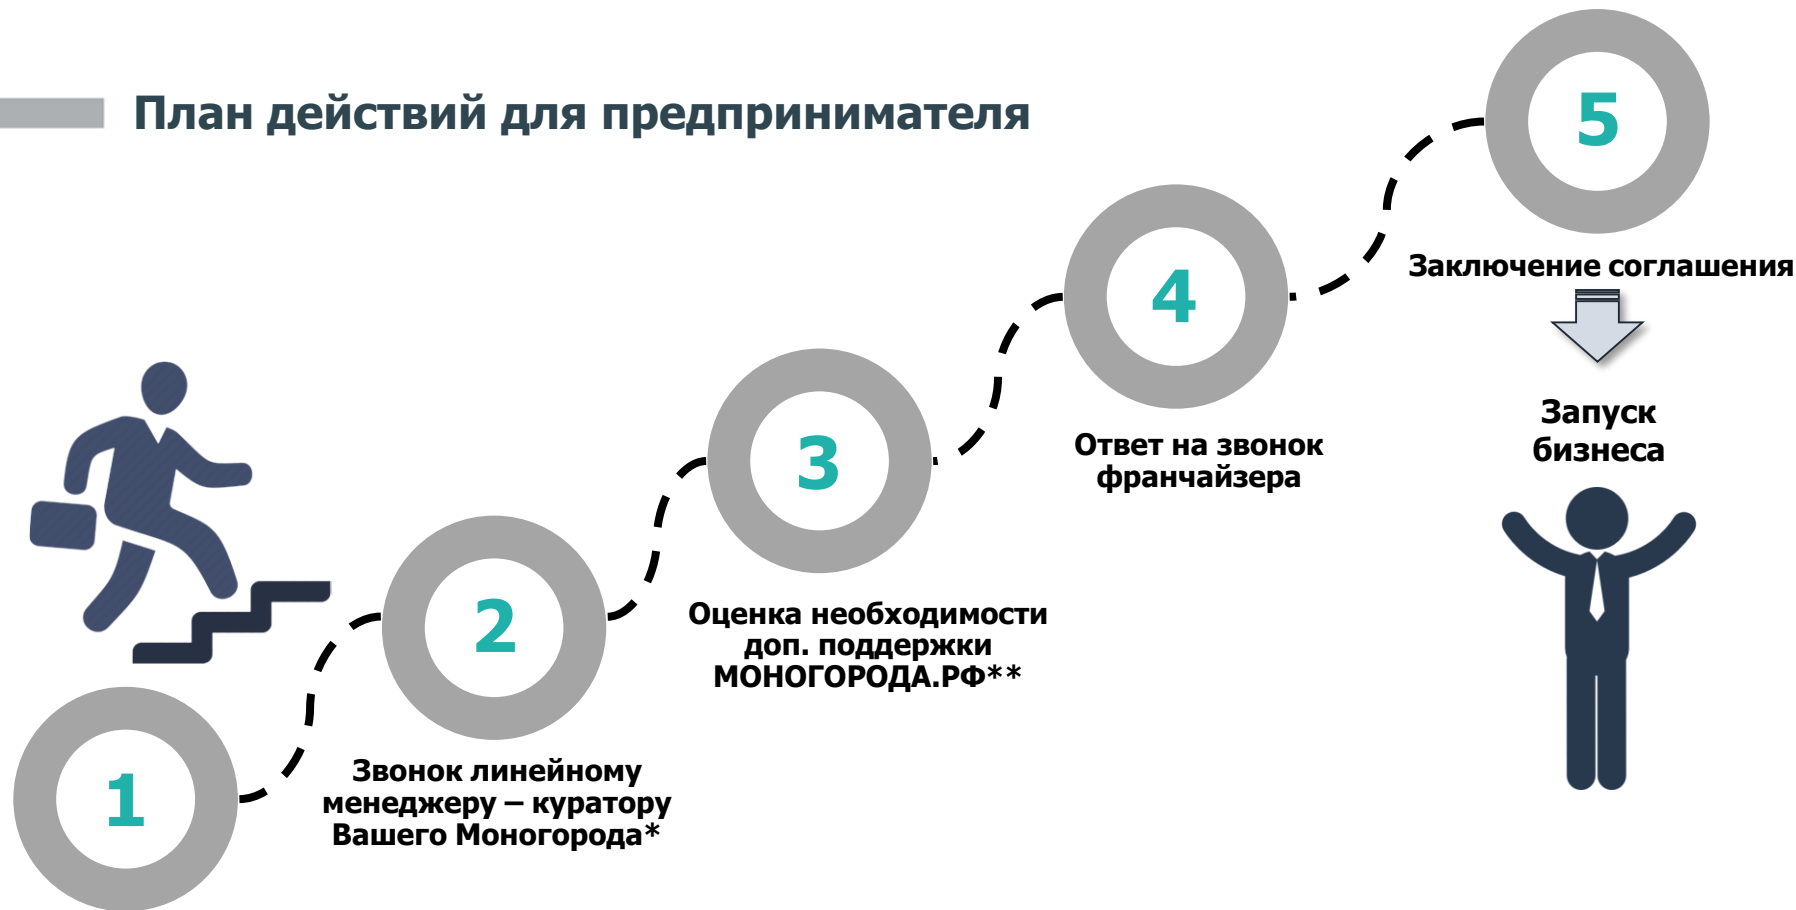 План действий для предпринимателя
1
2
Звонок линейному
менеджеру – куратору
Вашего Моногорода*
3
Оценка необходимости
доп. поддержки
МОНОГОРОДА.РФ**
4
Ответ на звонок
франчайзера
5
Заключение соглашения
Запуск
бизнеса